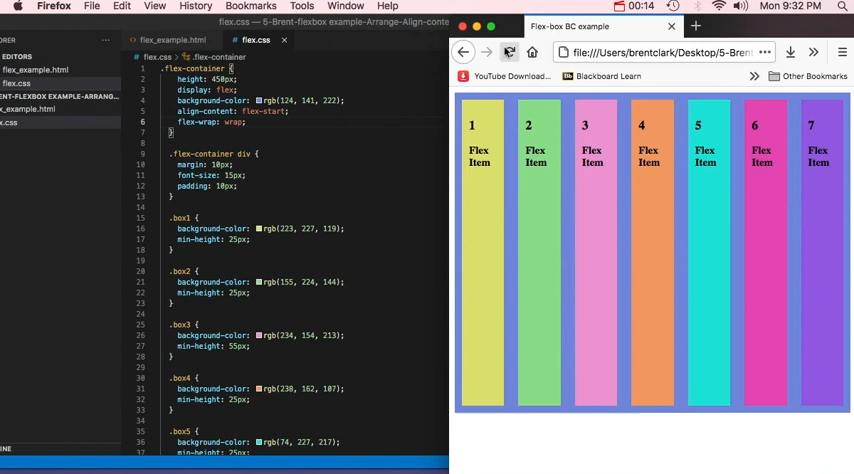 Firefox File Edit View History Bookmarks Tools Window Help 00:14 Mon 9:32 PM
flex.css — 5-Brent-flexbox example-Arrange-Align-conte
ORER
flex_example.html
flex.css
# flex.css > .flex-container
EDITORS
flex_example.html
flex.css
ENT-FLEXBOX EXAMPLE-ARRANG...
x_example.html
x.css
INE
1 .flex-container {
2 height: 450px;
3 display: flex;
4 background-color: rgb(124, 141, 222);
5 align-content: flex-start;
6 flex-wrap: wrap;
7 }
8
9 .flex-container div {
10 margin: 10px;
11 font-size: 15px;
12 padding: 10px;
13 }
14
15 .box1 {
16 background-color: rgb(223, 227, 119);
17 min-height: 25px;
18 }
19
20 .box2 {
21 background-color: rgb(155, 224, 144);
22 min-height: 25px;
23 }
24
25 .box3 {
26 background-color: rgb(234, 154, 213);
27 min-height: 55px;
28 }
29
30 .box4 {
31 background-color: rgb(238, 162, 107);
32 min-height: 25px;
33 }
34
35 .box5 {
36 background-color: rgb(74, 227, 217);
37 min-height: 25px;
Flex-box BC example
file:///Users/brentclark/Desktop/5-Bren
YouTube Download...
Bb Blackboard Learn
Other Bookmarks
1
Flex
Item
2
Flex
Item
3
Flex
Item
4
Flex
Item
5
Flex
Item
6
Flex
Item
7
Flex
Item